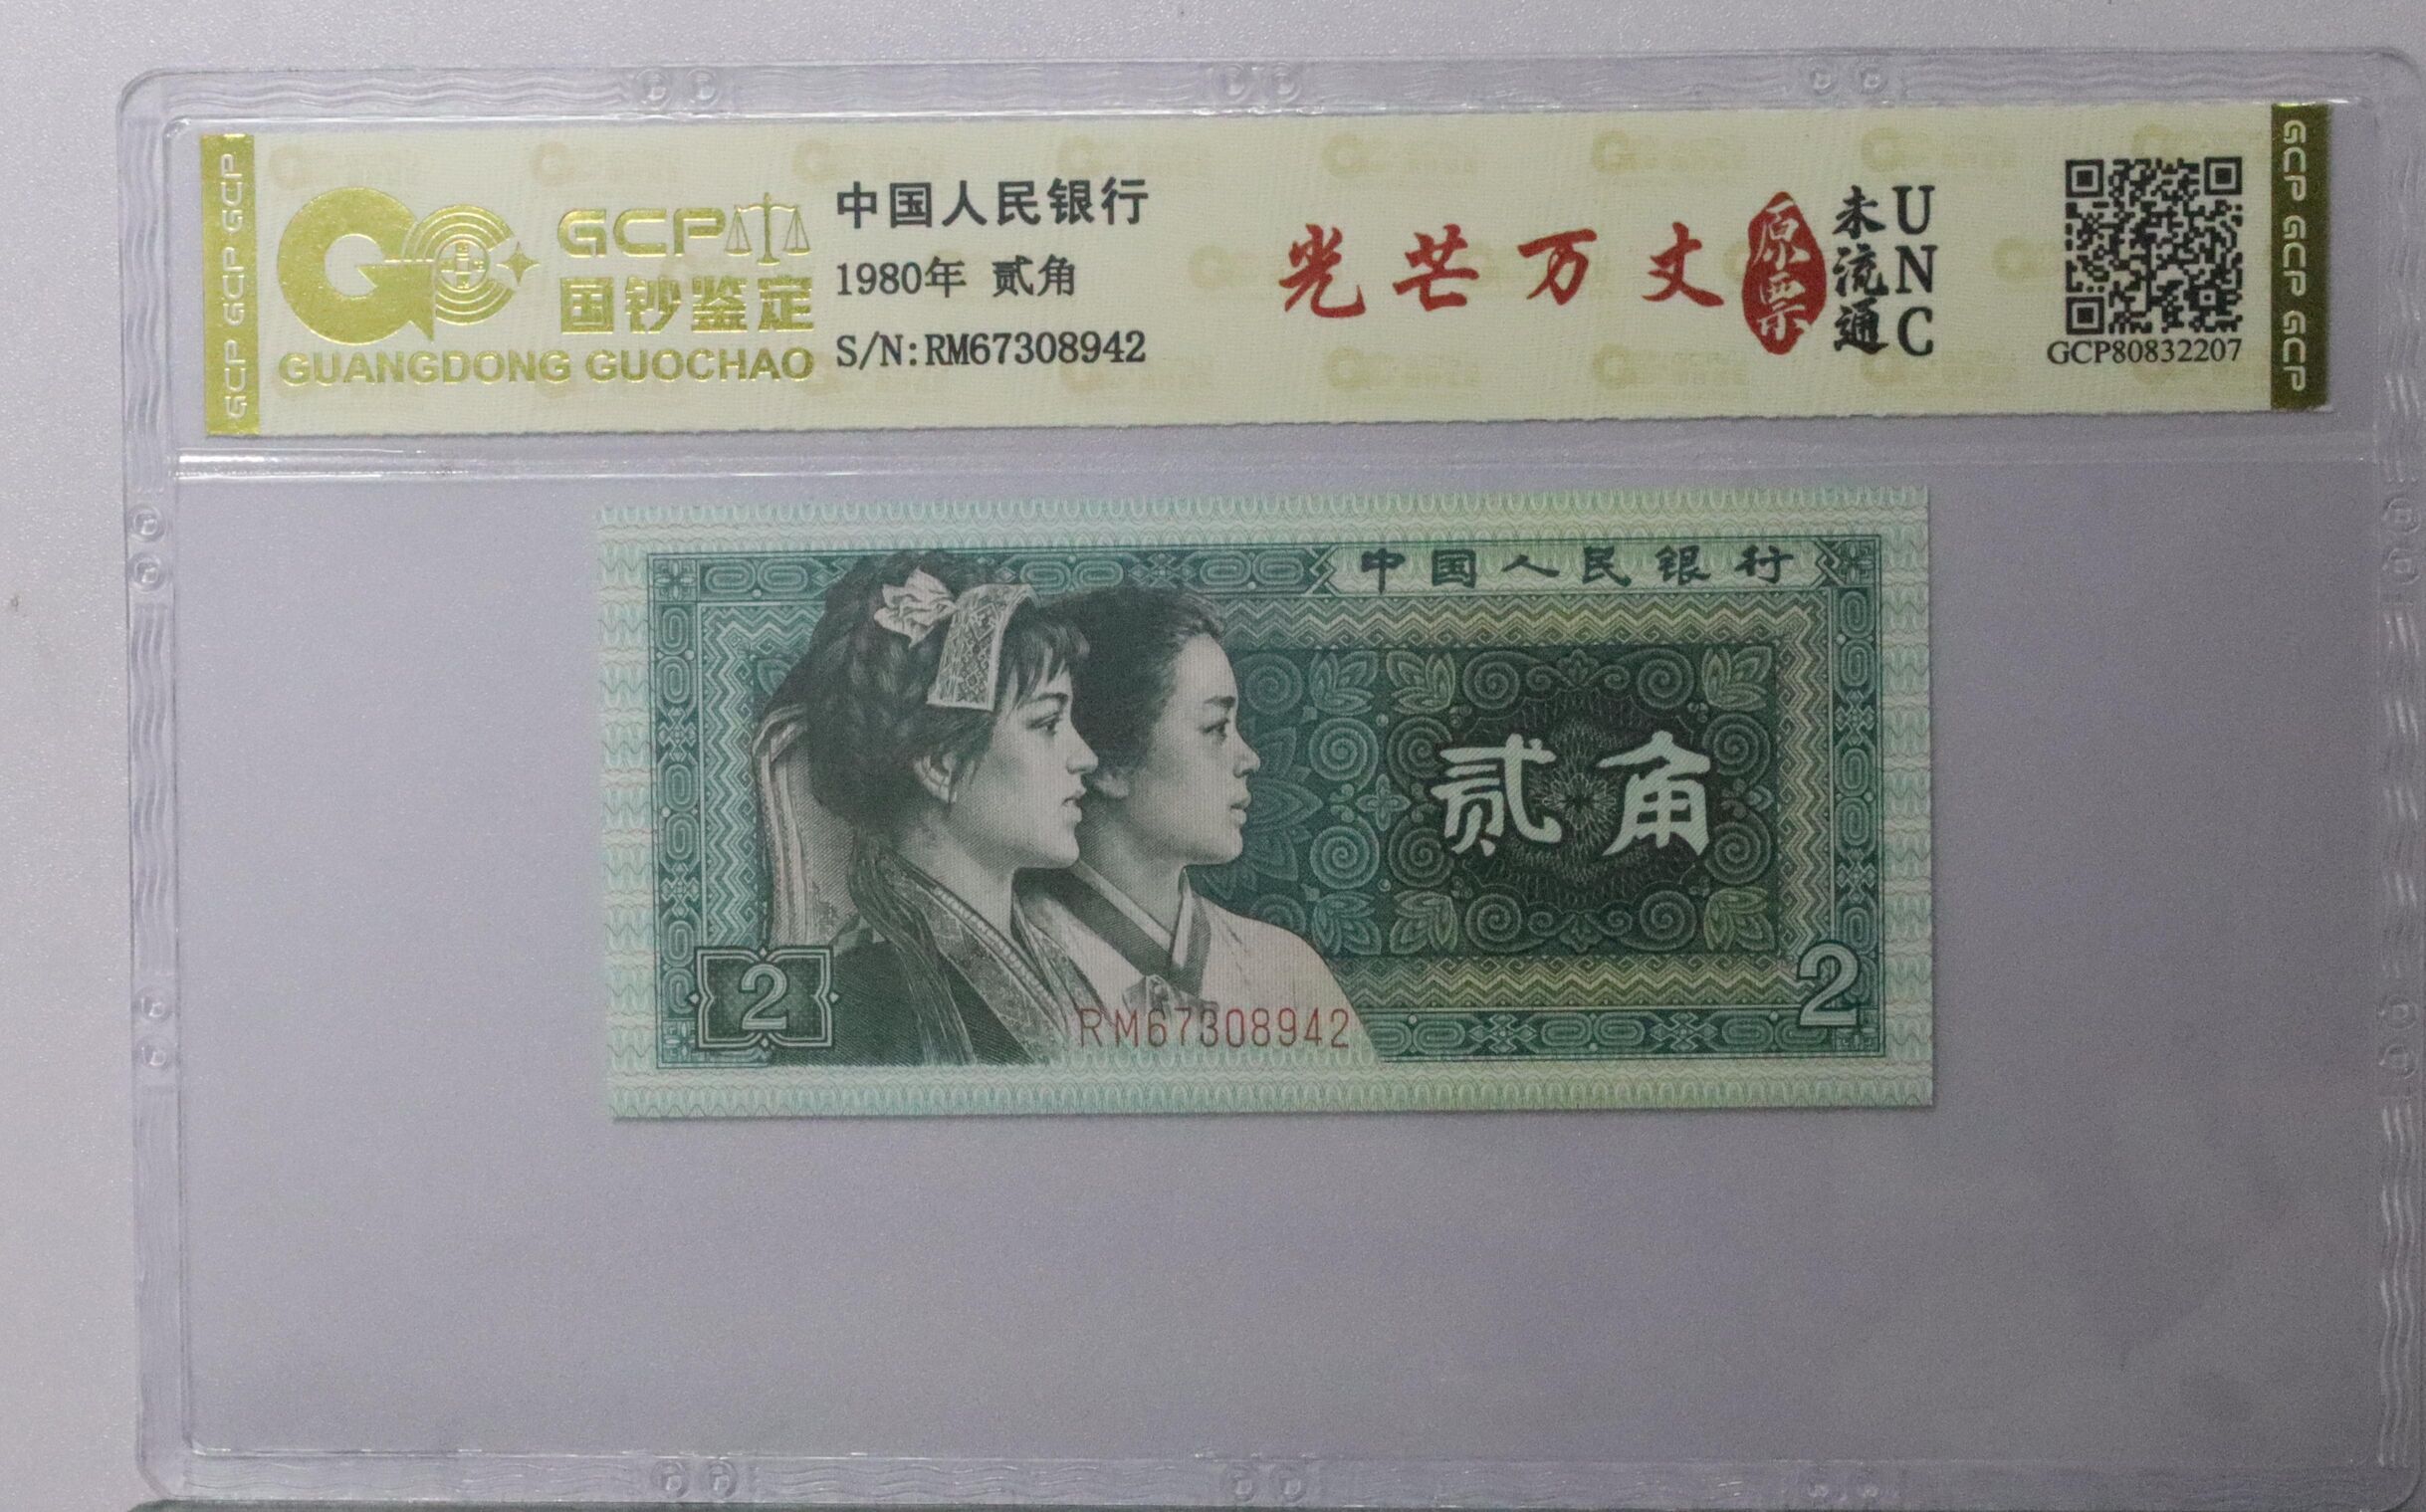 GCP GCP GCP
GCP
国钞鉴定
GUANGDONG GUOCHAO
中国人民银行
1980年 贰角
S/N:RM67308942
光芒万丈
原票
未流通
UNC
GCP80832207
GCP GCP GCP
中国人民银行
贰角
2
2
RM67308942